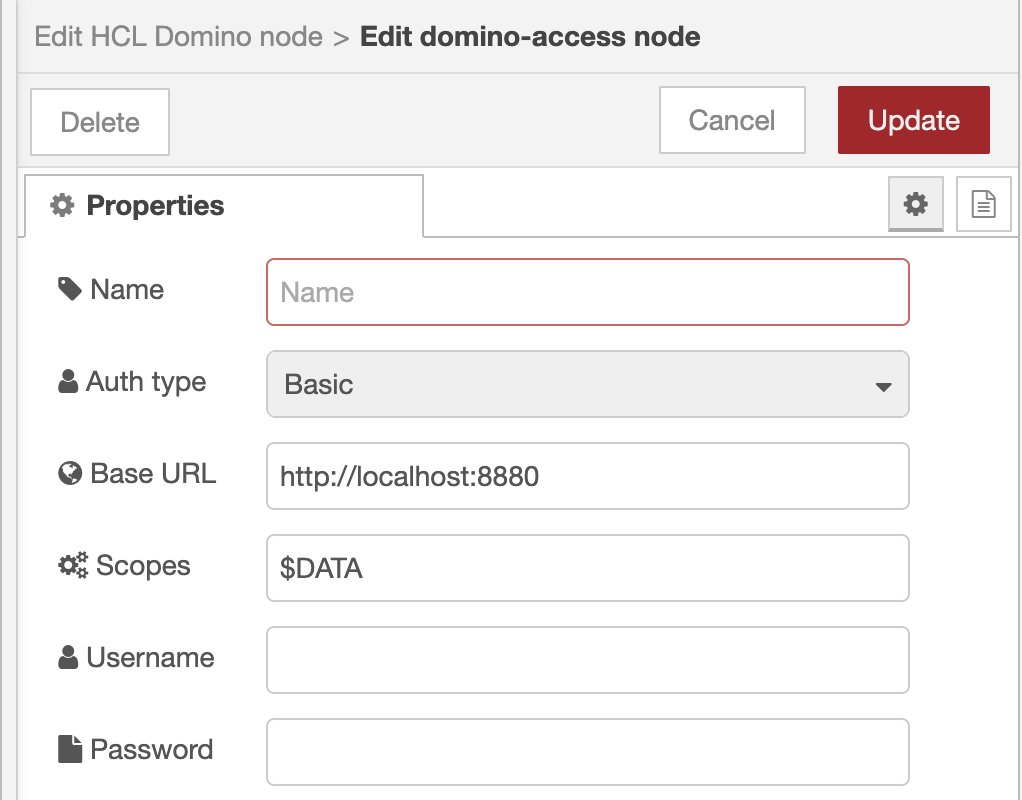 Edit HCL Domino node > Edit domino-access node
Delete Cancel Update
Properties
Name Name
Auth type Basic
Base URL http://localhost:8880
Scopes $DATA
Username
Password